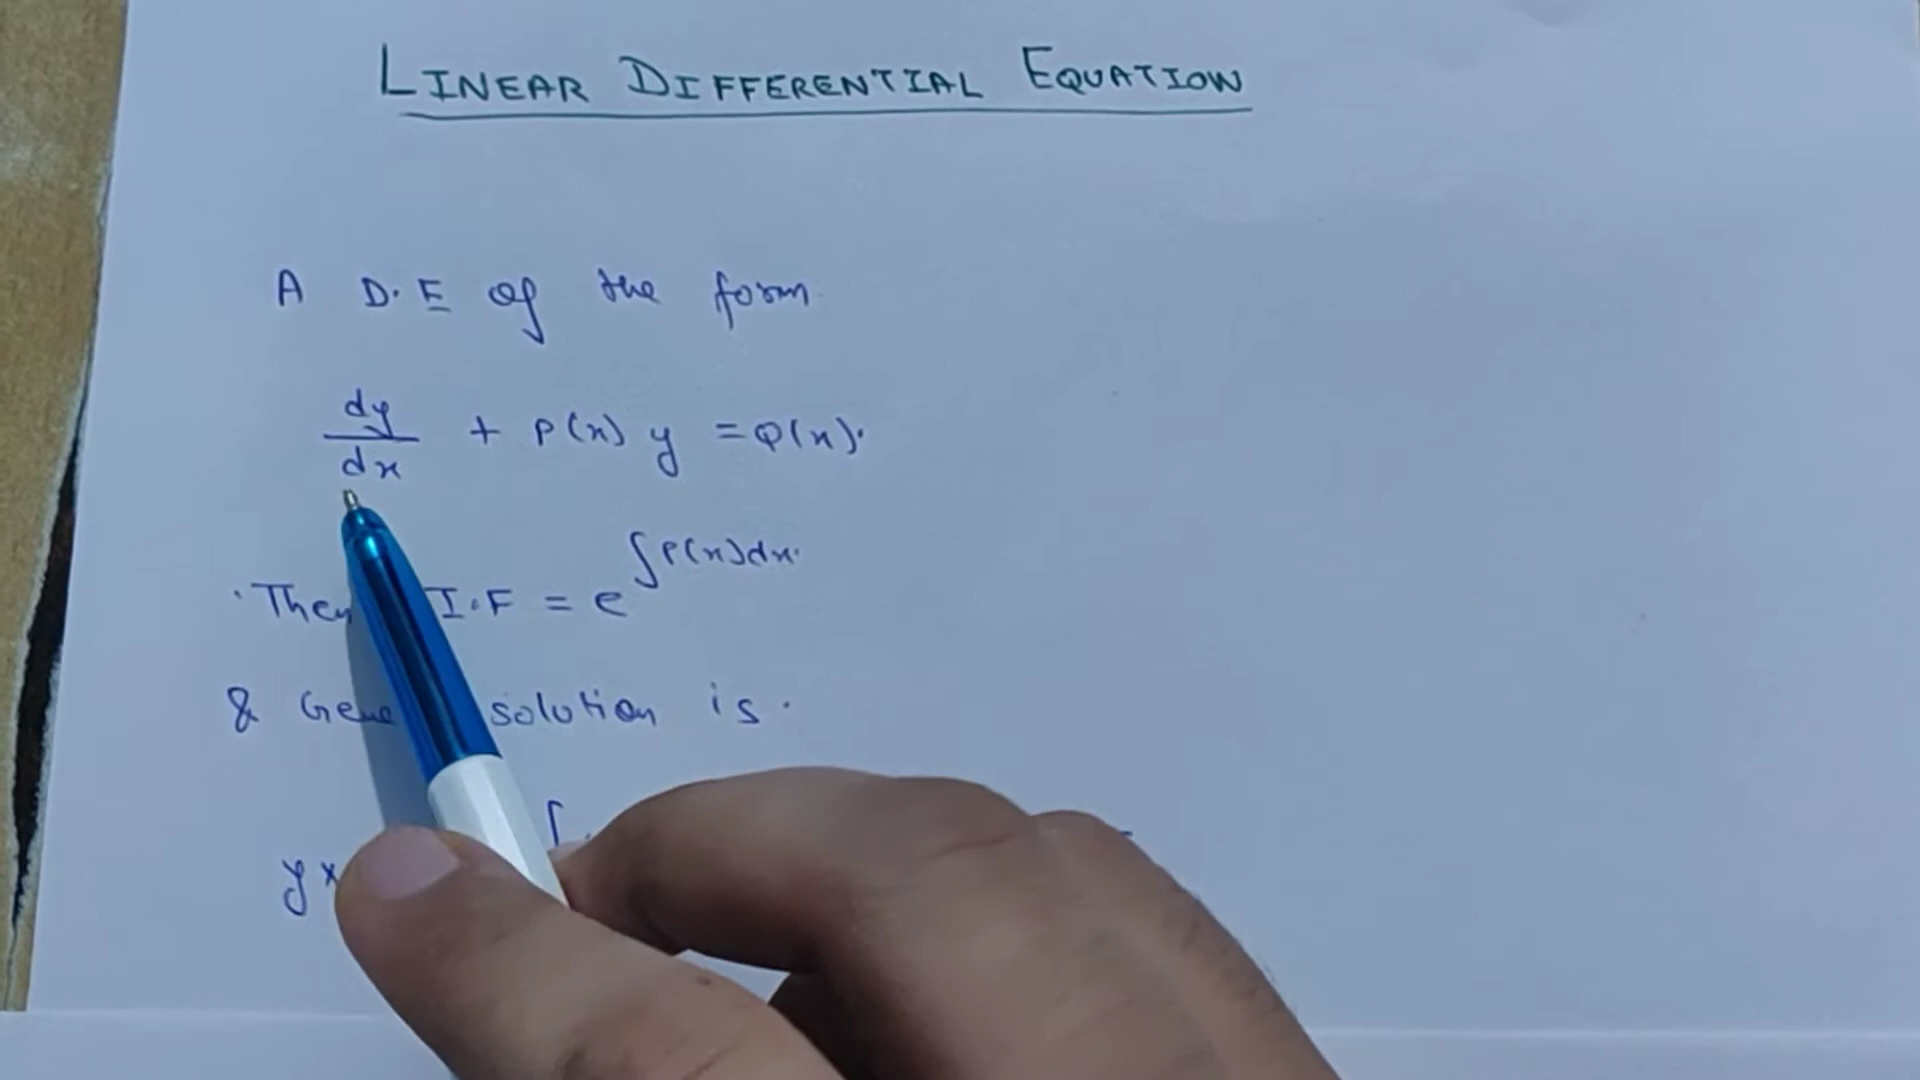 LINEAR DIFFERENTIAL EQUATION
A D.E of the form
dy/dx + P(x) y = Q(x).
I.F = e^∫P(x)dx.
& solution is.
y×